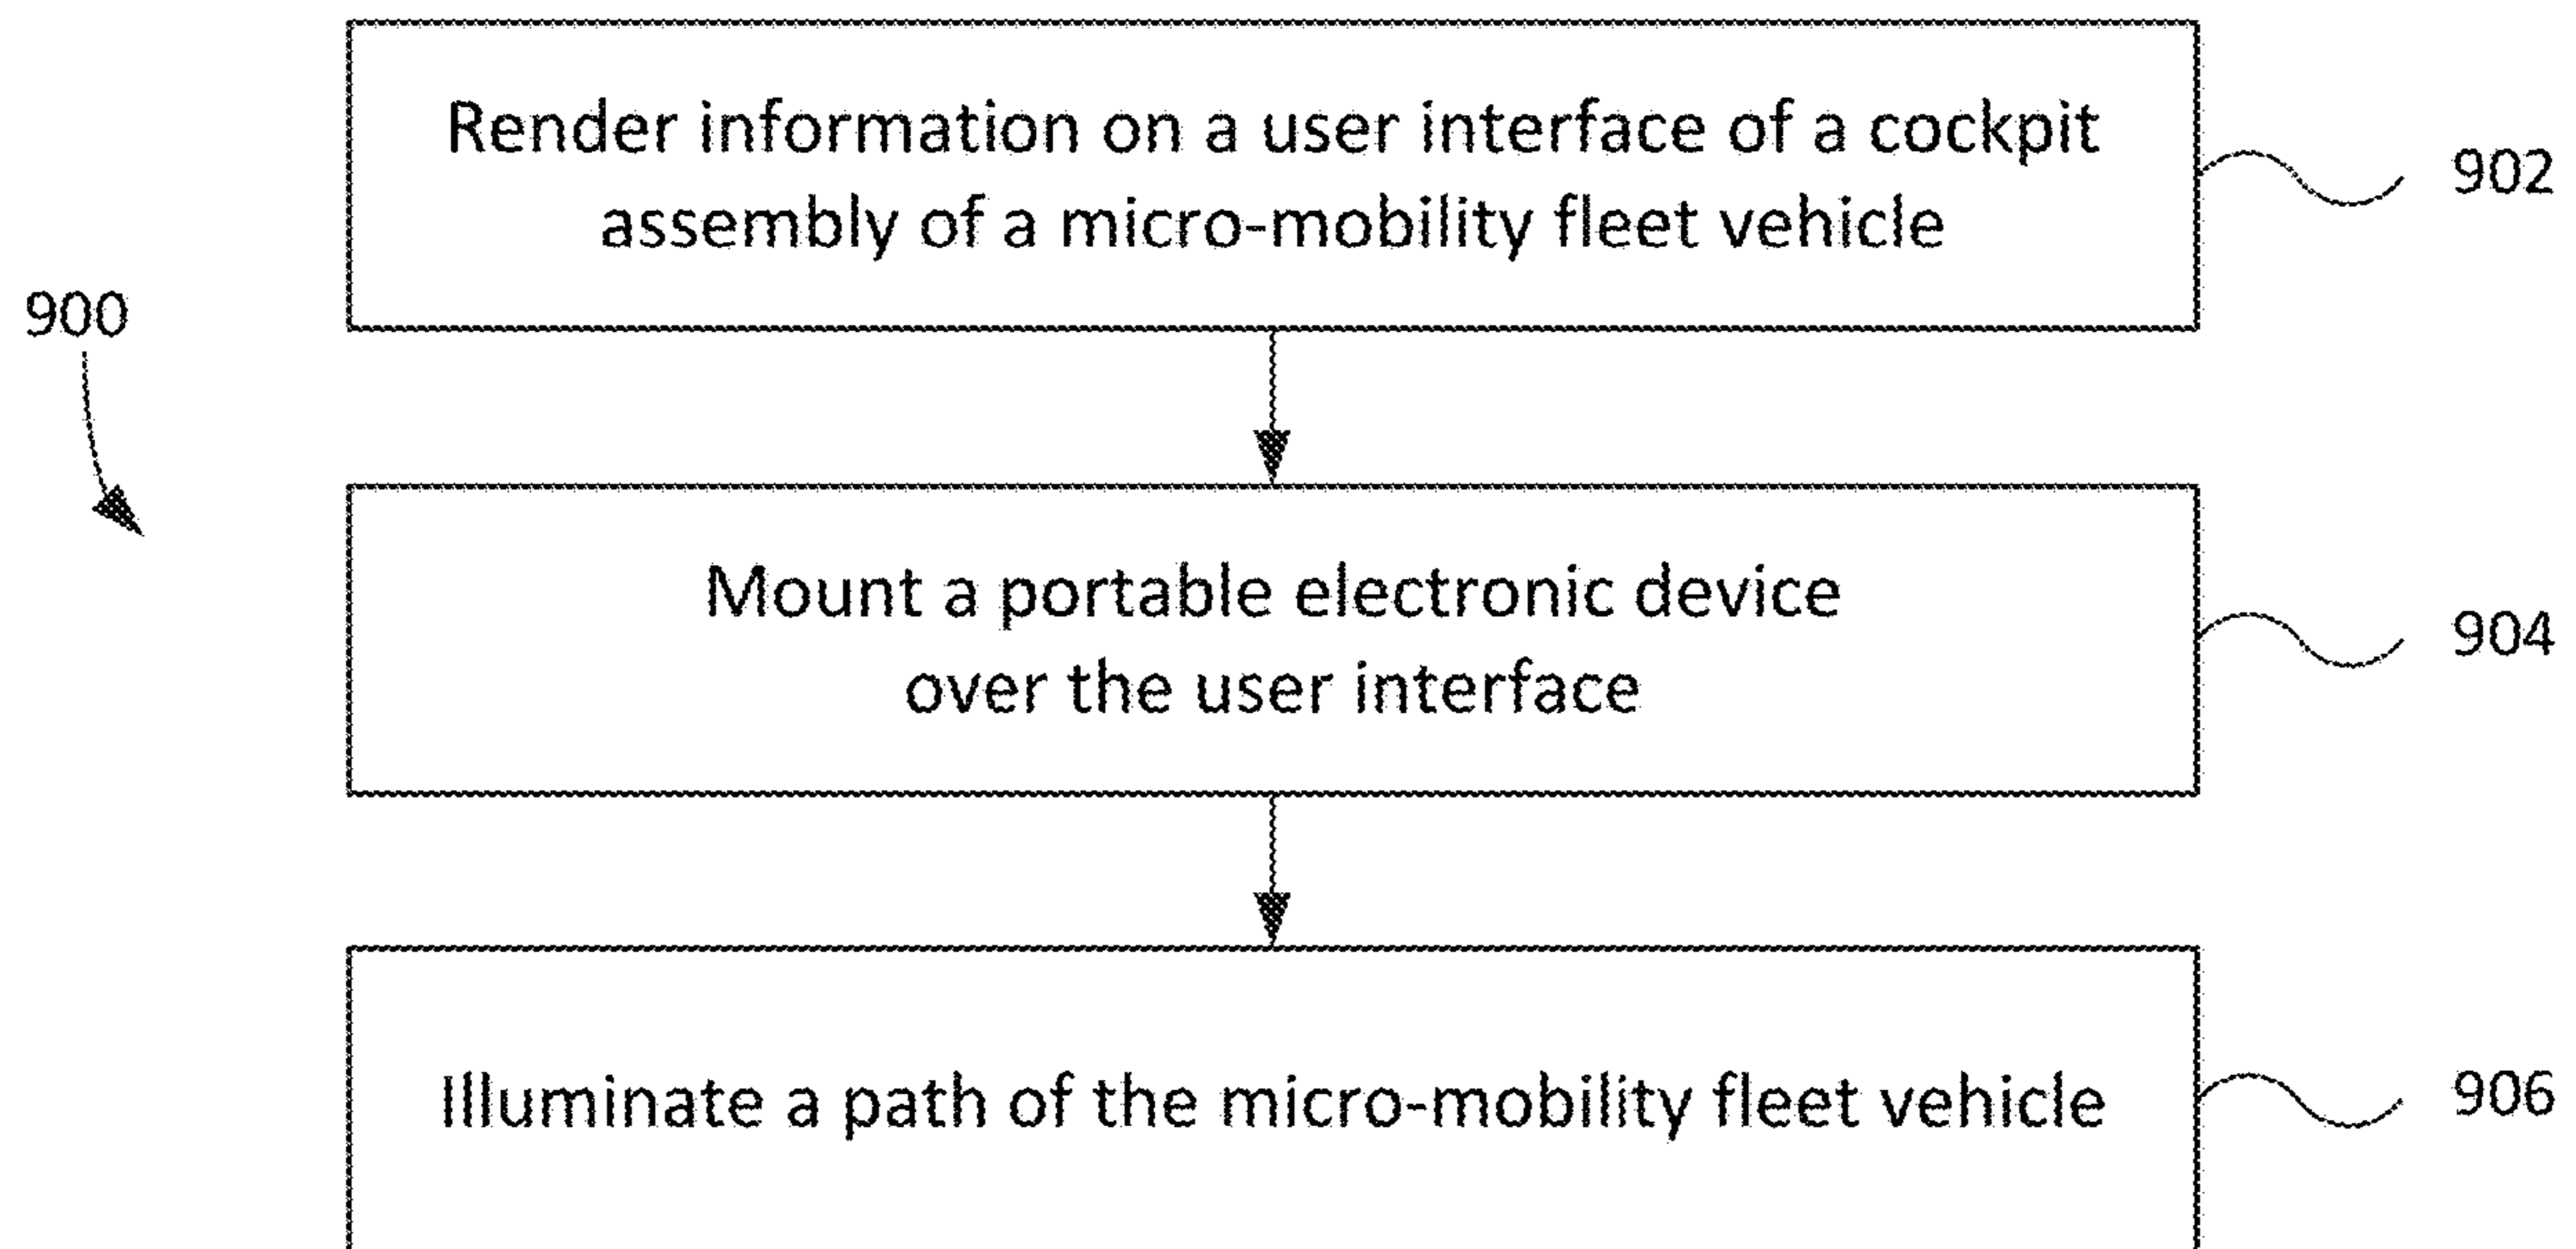 Render information on a user interface of a cockpit
assembly of a micro-mobility fleet vehicle
902
900
Mount a portable electronic device
over the user interface
904
Illuminate a path of the micro-mobility fleet vehicle
906